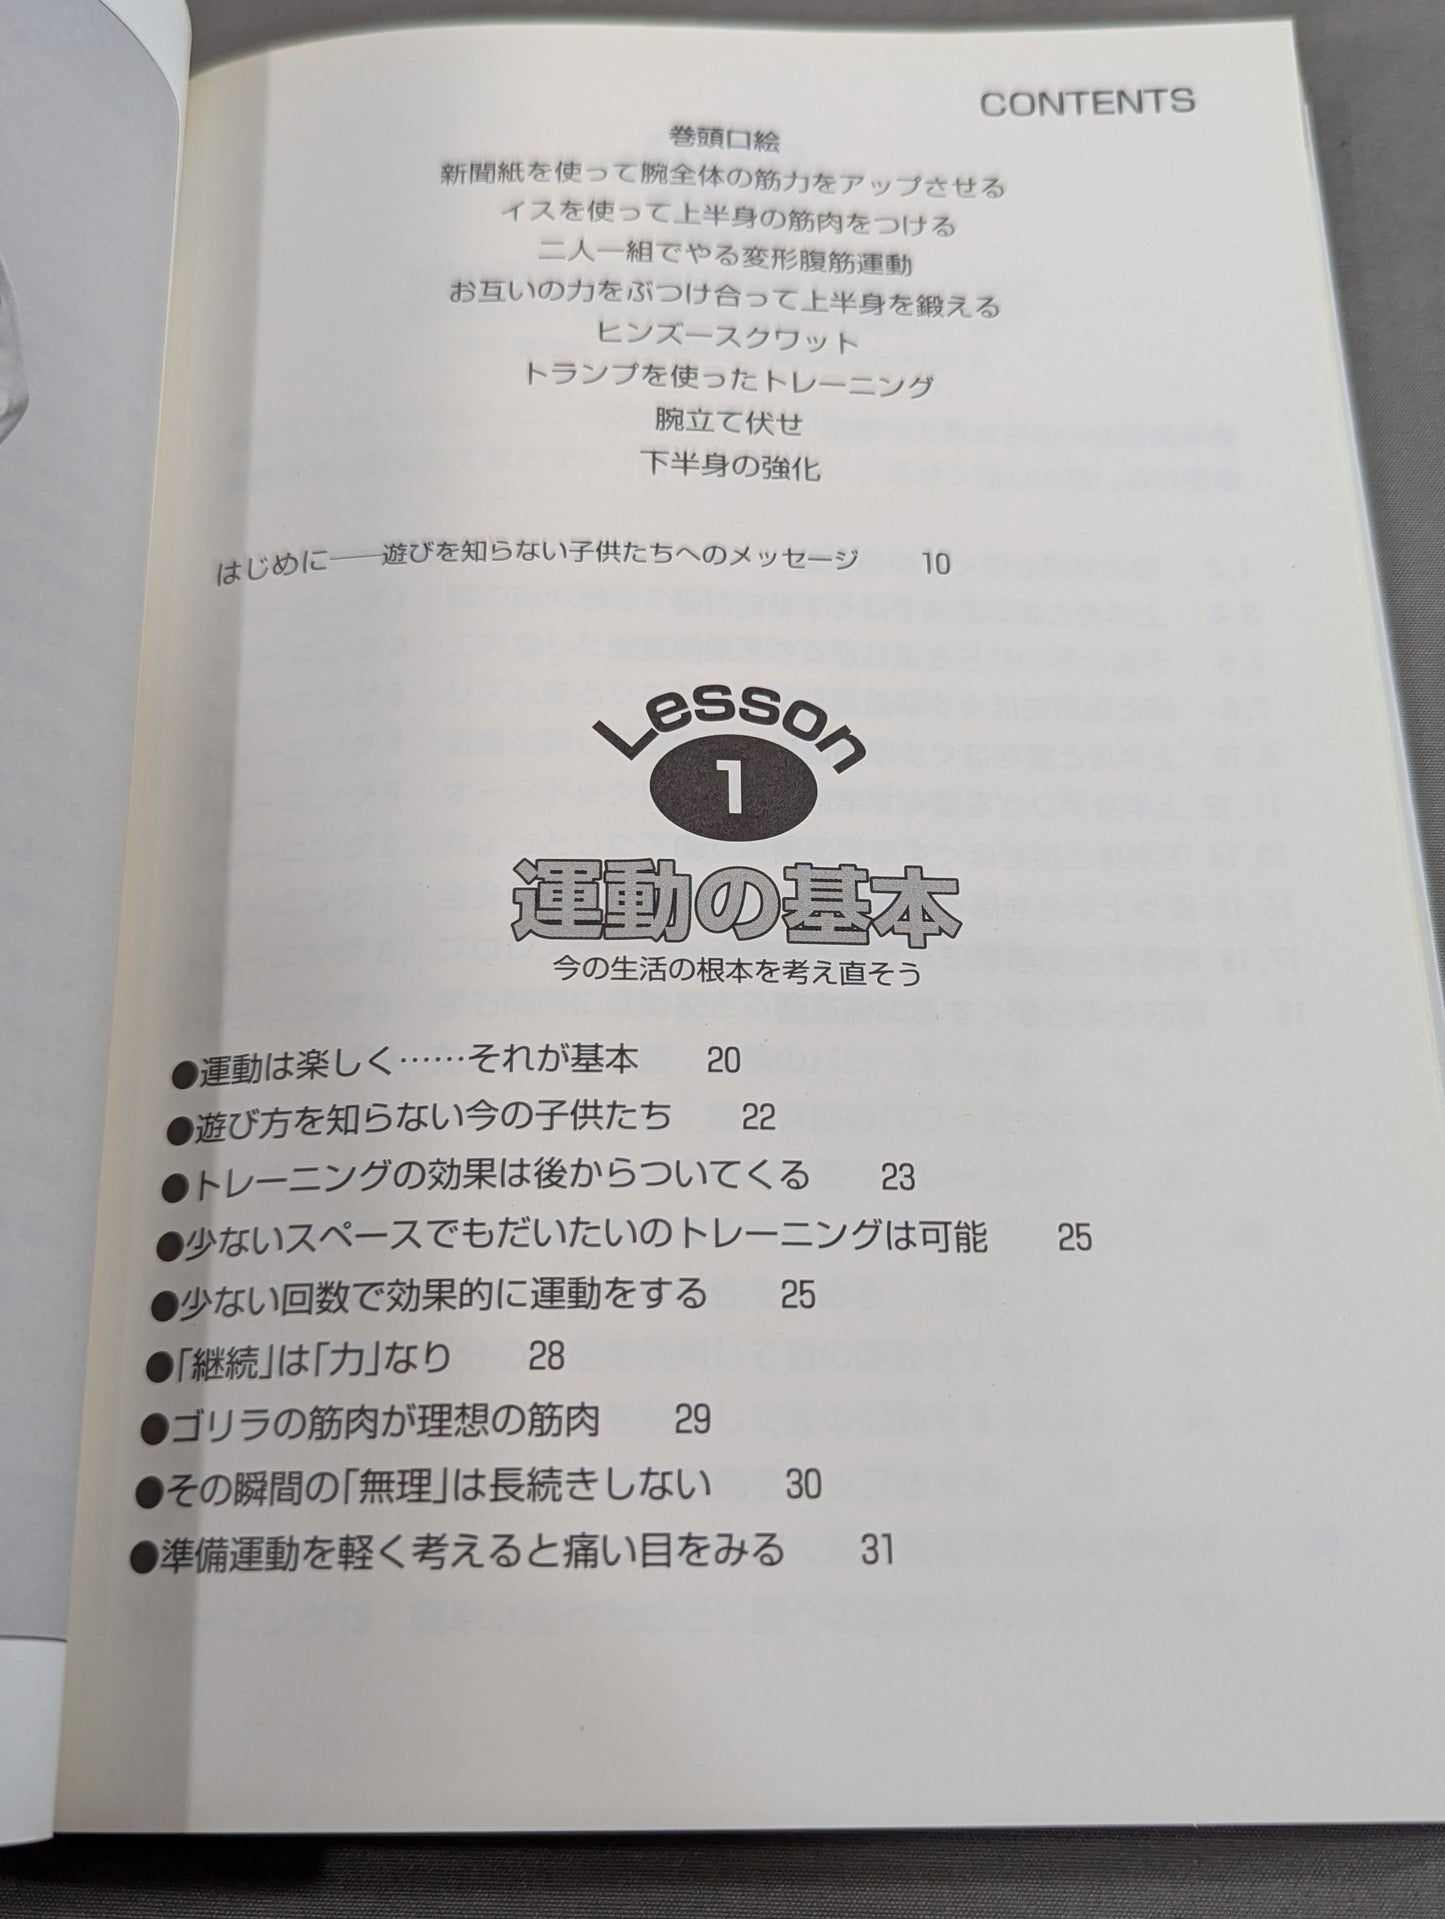 CONTENTS
巻頭口絵
新聞紙を使って腕全体の筋力をアップさせる
イスを使って上半身の筋肉をつける
二人一組でやる変形腹筋運動
お互いの力をぶつけ合って上半身を鍛える
ヒンズースクワット
トランプを使ったトレーニング
腕立て伏せ
下半身の強化
はじめに──遊びを知らない子供たちへのメッセージ 10
Lesson
1
運動の基本
今の生活の根本を考え直そう
●運動は楽しく……それが基本 20
●遊び方を知らない今の子供たち 22
●トレーニングの効果は後からついてくる 23
●少ないスペースでもだいたいのトレーニングは可能 25
●少ない回数で効果的に運動をする 25
●「継続」は「力」なり 28
●ゴリラの筋肉が理想の筋肉 29
●その瞬間の「無理」は長続きしない 30
●準備運動を軽く考えると痛い目をみる 31